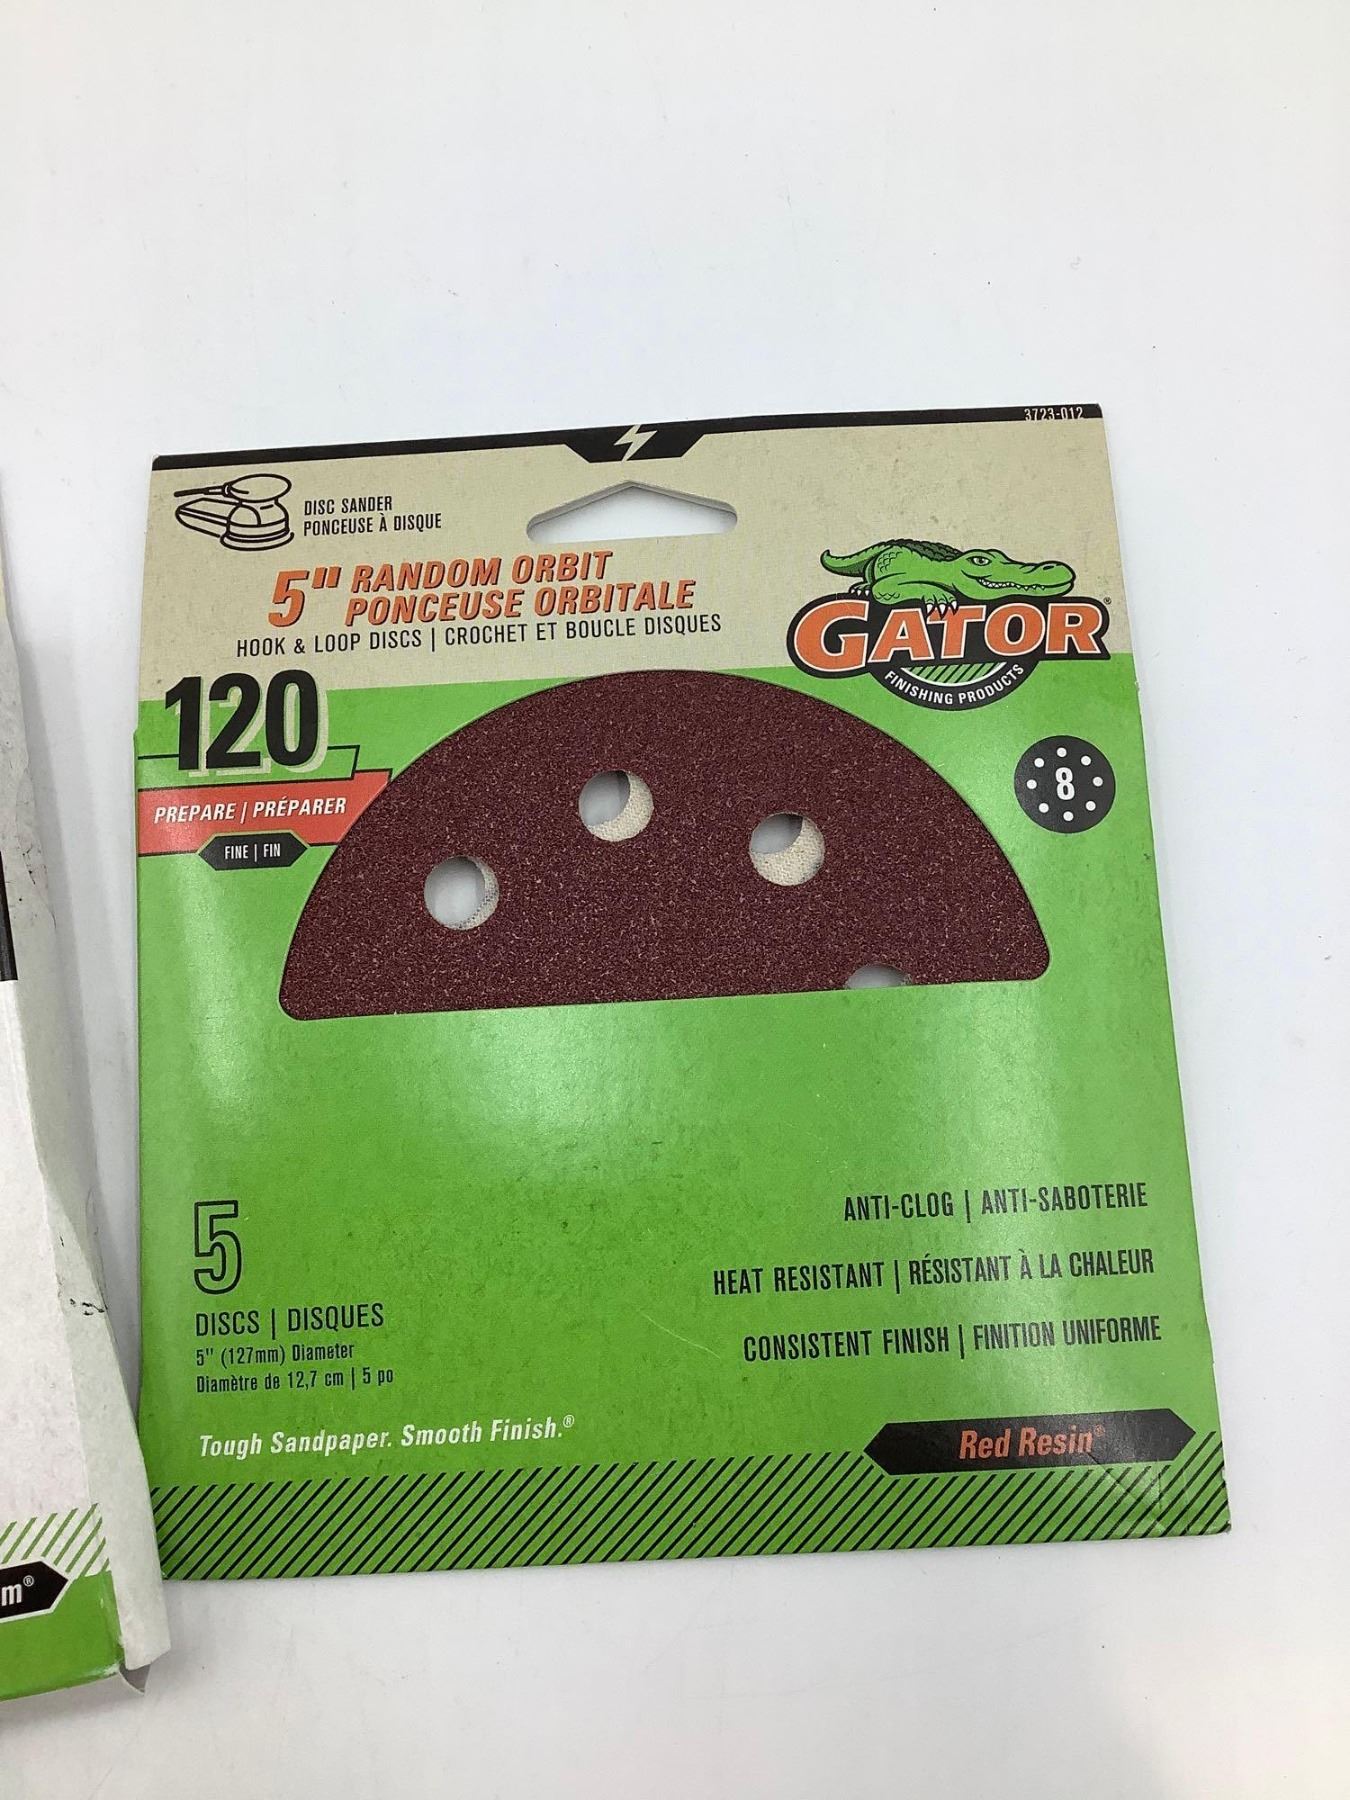 3723-012
DISC SANDER
PONCEUSE À DISQUE
5" RANDOM ORBIT
PONCEUSE ORBITALE
HOOK & LOOP DISCS | CROCHET ET BOUCLE DISQUES
GATOR®
FINISHING PRODUCTS
120
PREPARE | PRÉPARER
FINE | FIN
8
5
DISCS | DISQUES
5" (127mm) Diameter
Diamètre de 12,7 cm | 5 po
ANTI-CLOG | ANTI-SABOTERIE
HEAT RESISTANT | RÉSISTANT À LA CHALEUR
CONSISTENT FINISH | FINITION UNIFORME
Tough Sandpaper. Smooth Finish.®
Red Resin®